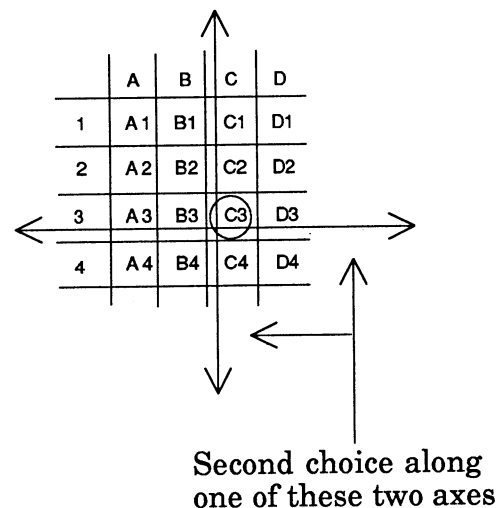 A B C D
1 A1 B1 C1 D1
2 A2 B2 C2 D2
3 A3 B3 C3 D3
4 A4 B4 C4 D4
Second choice along
one of these two axes